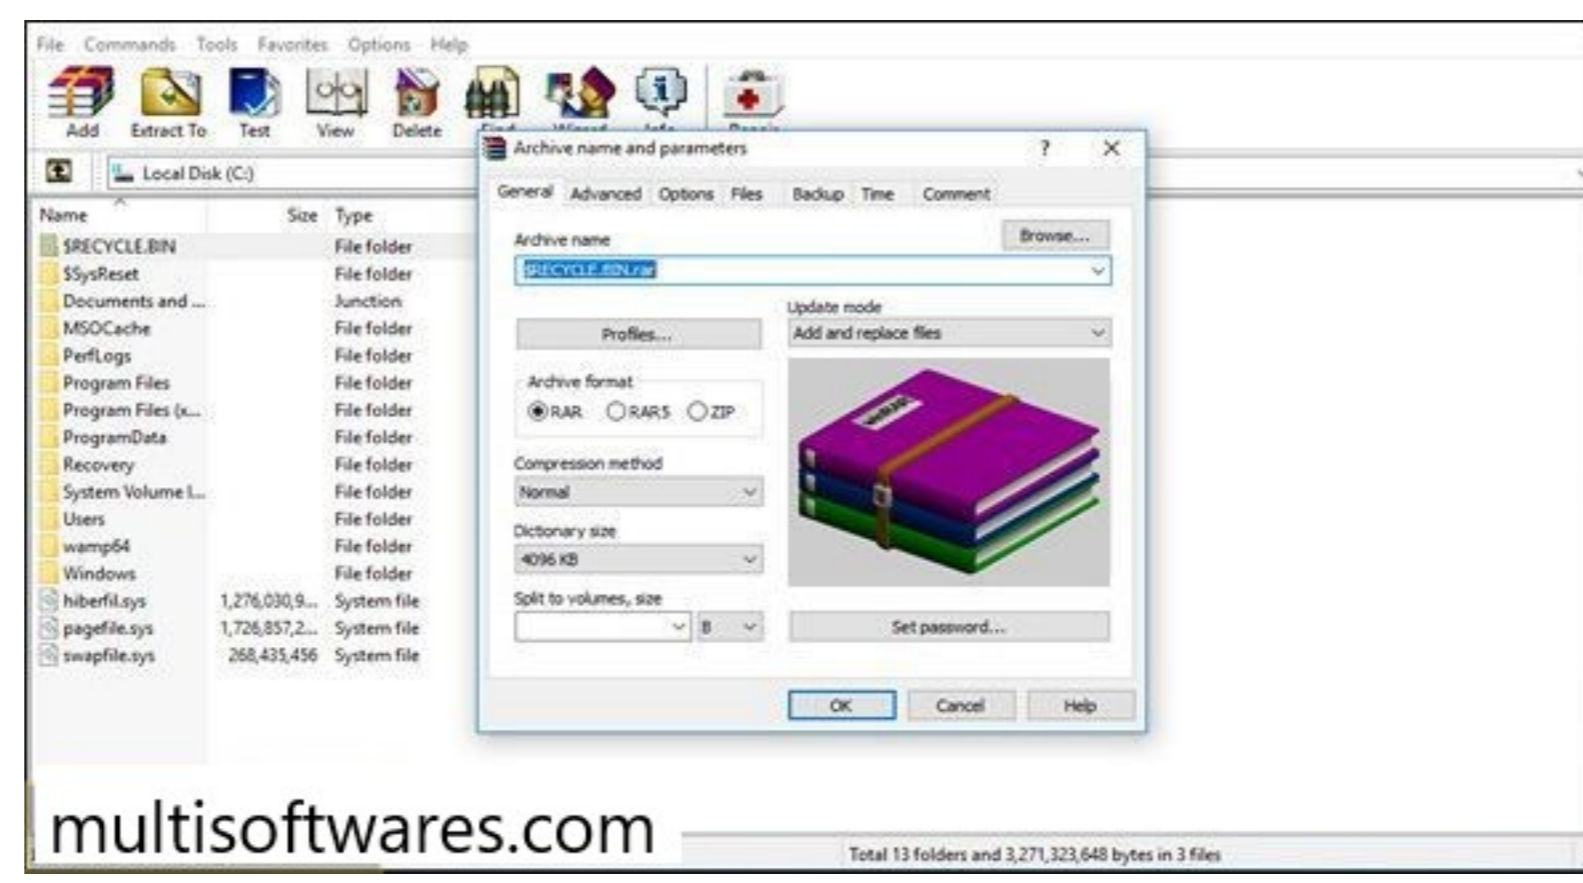 File Commands Tools Favorites Options Help
Add Extract To Test View Delete Find Wizard Info Repair
Local Disk (C:)
Name Size Type
$RECYCLE.BIN File folder
$SysReset File folder
Documents and ... Junction
MSOCache File folder
PerfLogs File folder
Program Files File folder
Program Files (x... File folder
ProgramData File folder
Recovery File folder
System Volume I... File folder
Users File folder
wamp64 File folder
Windows File folder
hiberfil.sys 1,276,030,9... System file
pagefile.sys 1,726,857,2... System file
swapfile.sys 268,435,456 System file
Archive name and parameters ? X
General Advanced Options Files Backup Time Comment
Archive name Browse...
$RECYCLE.BIN.rar
Update mode
Profiles... Add and replace files
Archive format
RAR RAR5 ZIP
WinRAR
Compression method
Normal
Dictionary size
4096 KB
Split to volumes, size
B Set password...
OK Cancel Help
multisoftwares.com
Total 13 folders and 3,271,323,648 bytes in 3 files